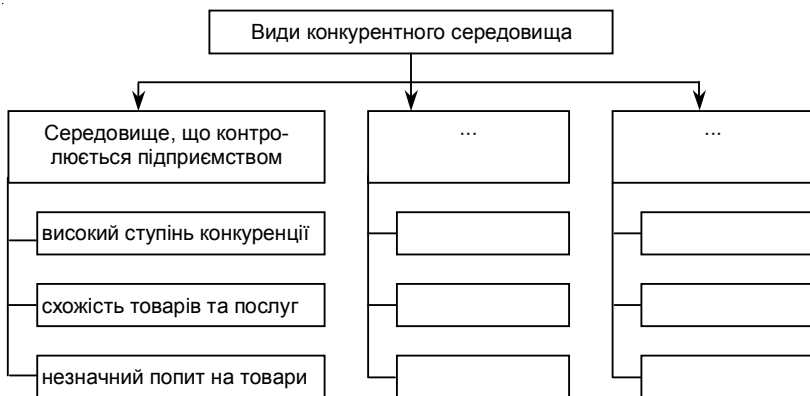 Види конкурентного середовища
Середовище, що контро-
люється підприємством
...
...
високий ступінь конкуренції
схожість товарів та послуг
незначний попит на товари